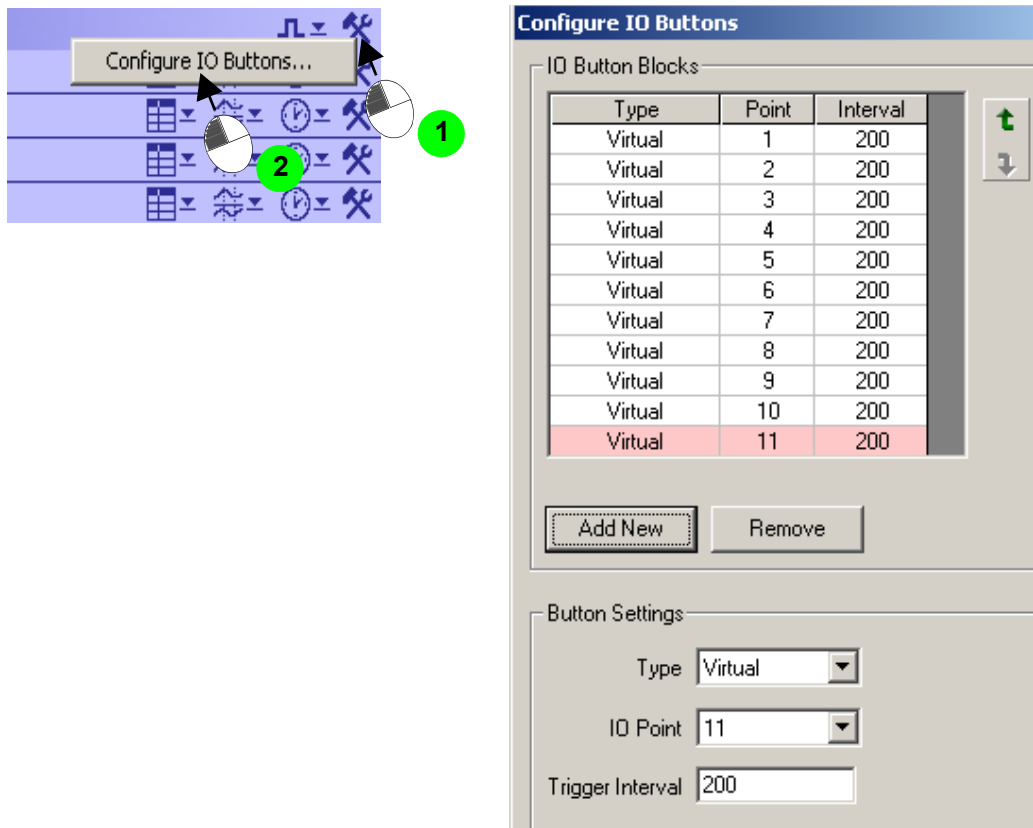 Configure IO Buttons...
1
2
Configure IO Buttons
IO Button Blocks
Type Point Interval
Virtual 1 200
Virtual 2 200
Virtual 3 200
Virtual 4 200
Virtual 5 200
Virtual 6 200
Virtual 7 200
Virtual 8 200
Virtual 9 200
Virtual 10 200
Virtual 11 200
Add New Remove
Button Settings
Type Virtual
IO Point 11
Trigger Interval 200